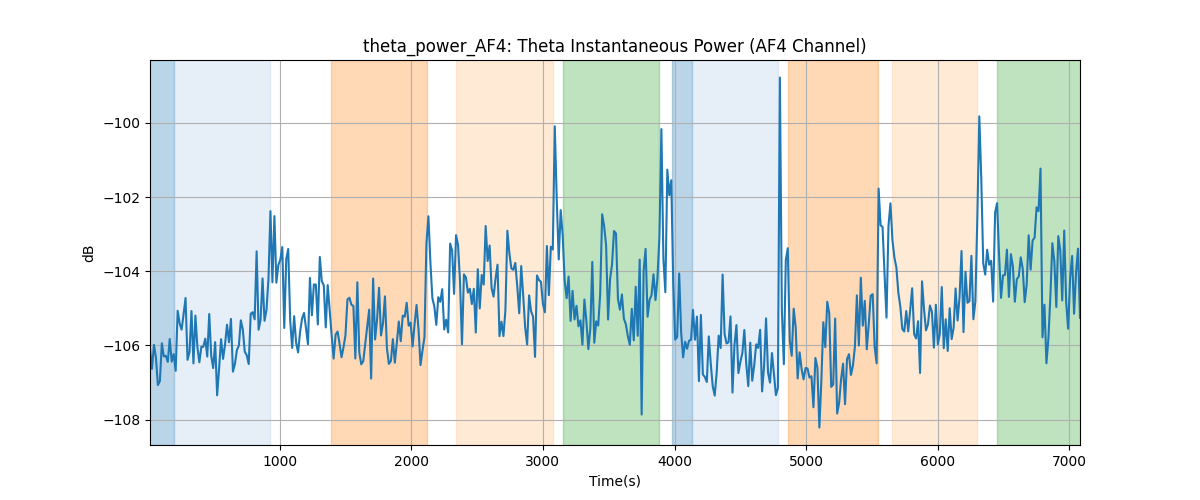 theta_power_AF4: Theta Instantaneous Power (AF4 Channel)
−100
−102
−104
−106
−108
dB
1000 2000 3000 4000 5000 6000 7000
Time(s)